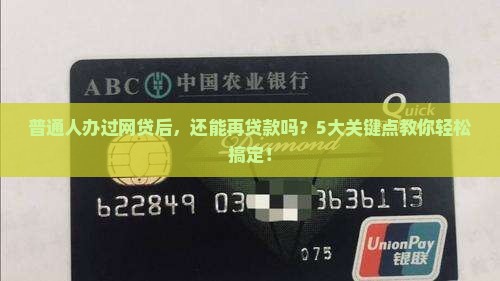 ABC 中国农业银行
Quick
普通人办过网贷后，还能再贷款吗？5大关键点教你轻松
搞定！
Diamond
622849 03 3636173
075
UnionPay
银联